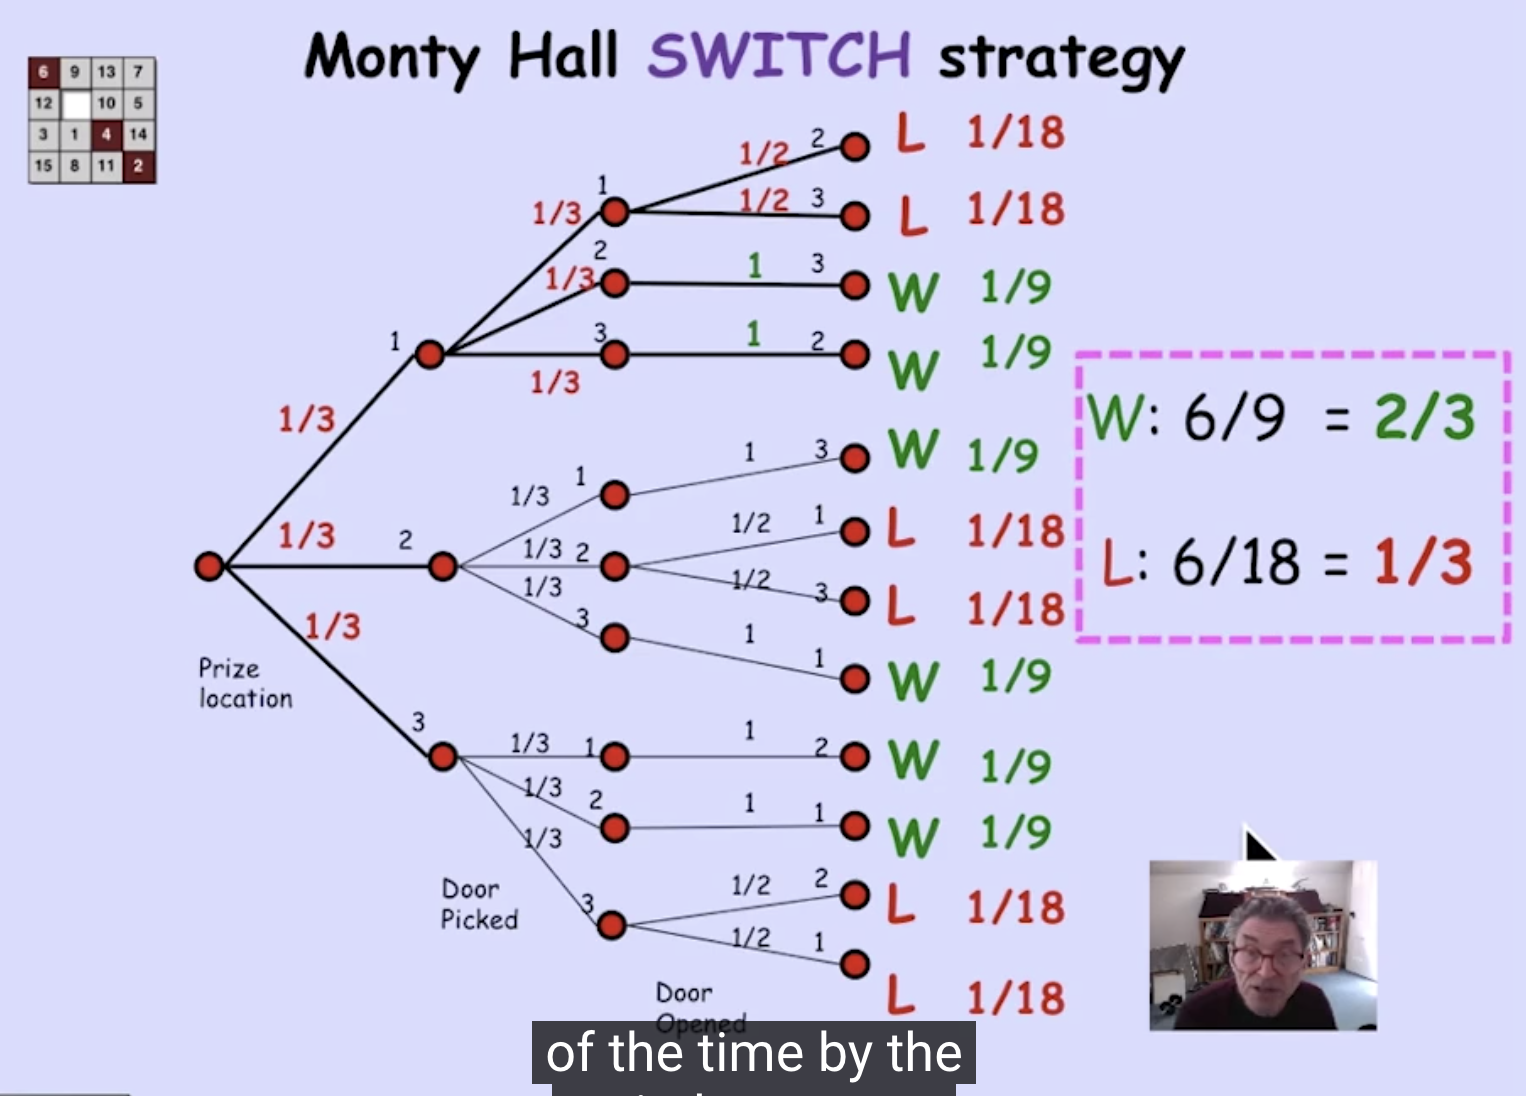 Monty Hall SWITCH strategy
6 9 13 7
12 10 5
3 1 4 14
15 8 11 2
1/2 2 L 1/18
1
1/3 1/2 3 L 1/18
2
1/3 1 3 W 1/9
1 3 1 2 W 1/9
1/3
1/3
W: 6/9 = 2/3
1 3 W 1/9
1/3 1
1/2 1 L 1/18
1/3 2 1/3 2
L: 6/18 = 1/3
1/3 1/2 3 L 1/18
3
1/3
1 1 W 1/9
Prize
location
3
1/3 1 1 2 W 1/9
1/3 2 1 1 W 1/9
1/3
1/2 2 L 1/18
3
Door
Picked
1/2 1
L 1/18
Door
Opened
of the time by the